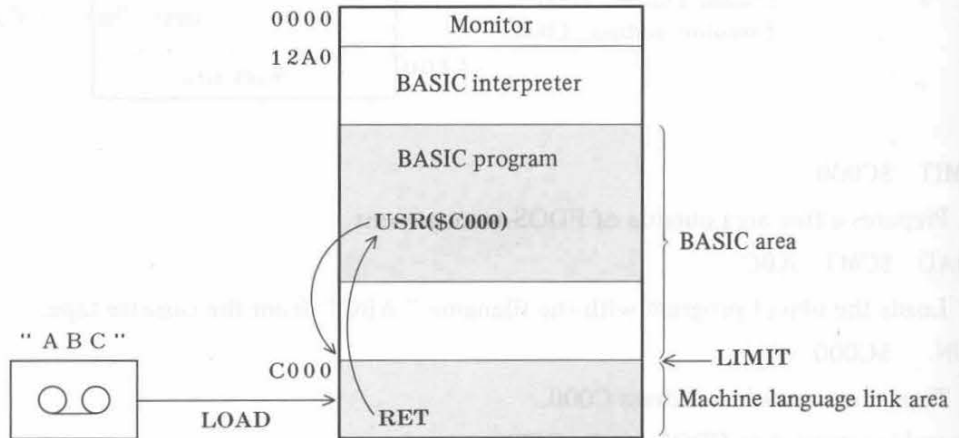 0000
Monitor
12A0
BASIC interpreter
BASIC program
USR($C000)
BASIC area
" A B C "
C000
LIMIT
LOAD
RET
Machine language link area